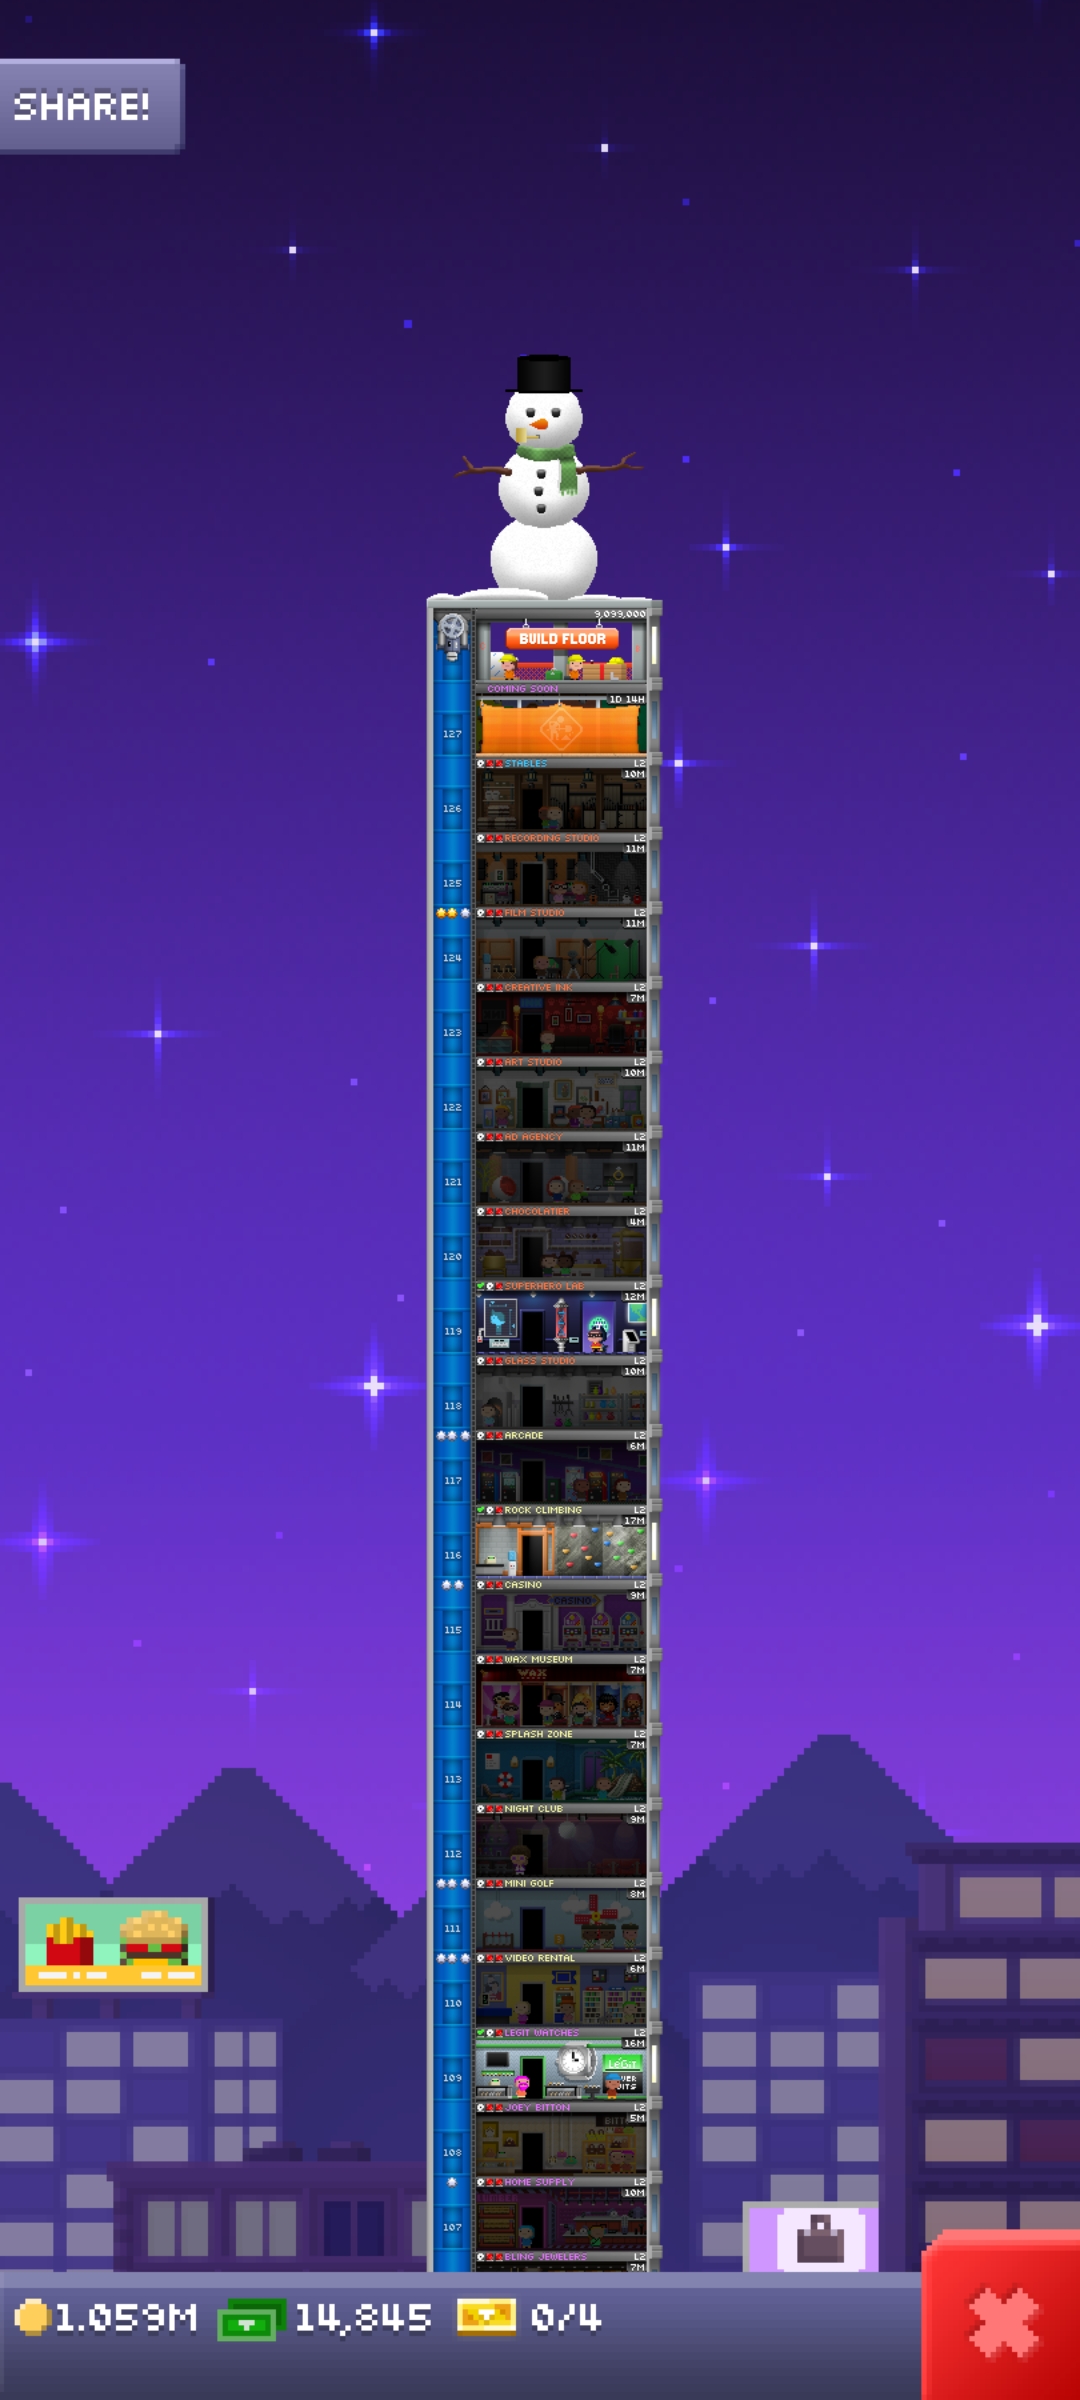 SHARE!
9,099,000
BUILD FLOOR
COMING SOON
1D 14H
127
STABLES L2
10M
126
RECORDING STUDIO L2
11M
125
FILM STUDIO L2
11M
124
CREATIVE INK L2
7M
123
ART STUDIO L2
10M
122
AD AGENCY L2
11M
121
CHOCOLATIER L2
4M
120
SUPERHERO LAB L2
12M
119
GLASS STUDIO L2
10M
118
ARCADE L2
6M
117
ROCK CLIMBING L2
17M
116
CASINO L2
9M
CASINO
115
WAX MUSEUM L2
7M
WAX
114
SPLASH ZONE L2
7M
113
NIGHT CLUB L2
9M
112
MINI GOLF L2
8M
111
VIDEO RENTAL L2
6M
110
LEGIT WATCHES L2
16M
LéGiT
109
JOEY BITTON L2
5M
108
HOME SUPPLY L2
10M
107
BLING JEWELERS L2
7M
1.059M 14,845 0/4